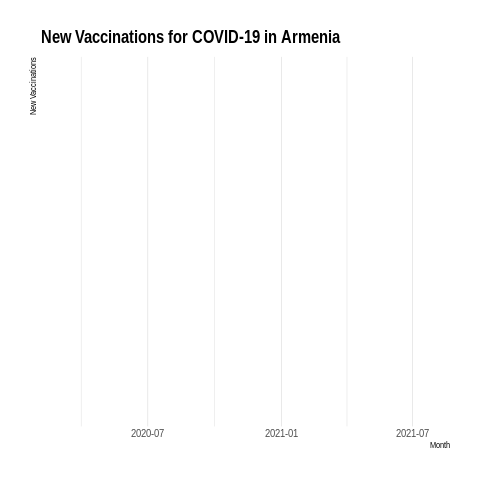 New Vaccinations for COVID-19 in Armenia
New Vaccinations
2020-07
2021-01
2021-07
Month